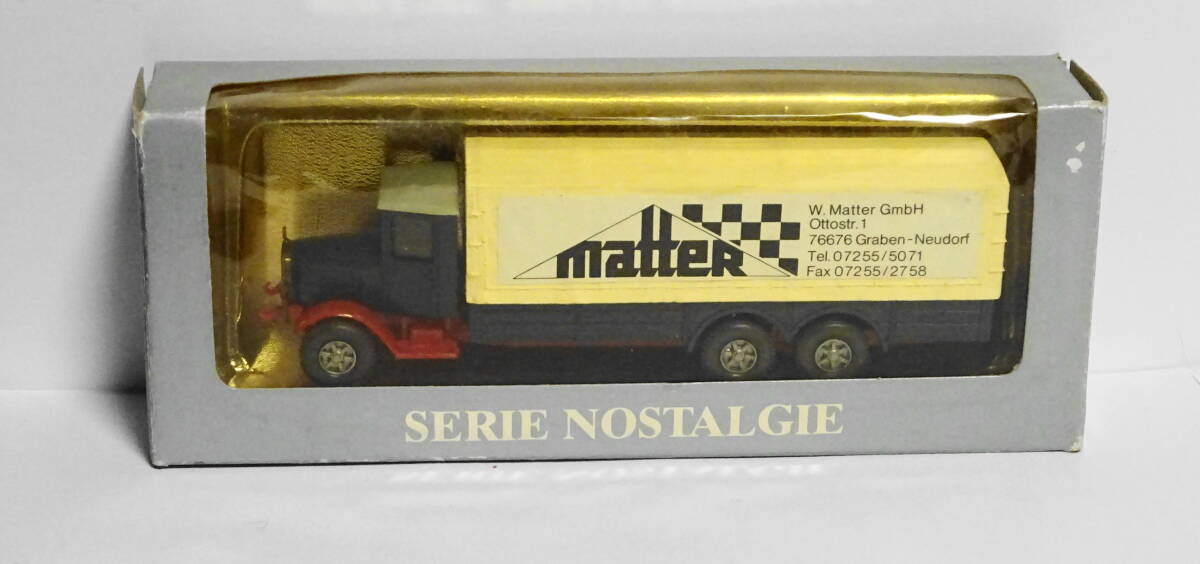 matter
W. Matter GmbH
Ottostr. 1
76676 Graben-Neudorf
Tel. 07255/5071
Fax 07255/2758
SERIE NOSTALGIE